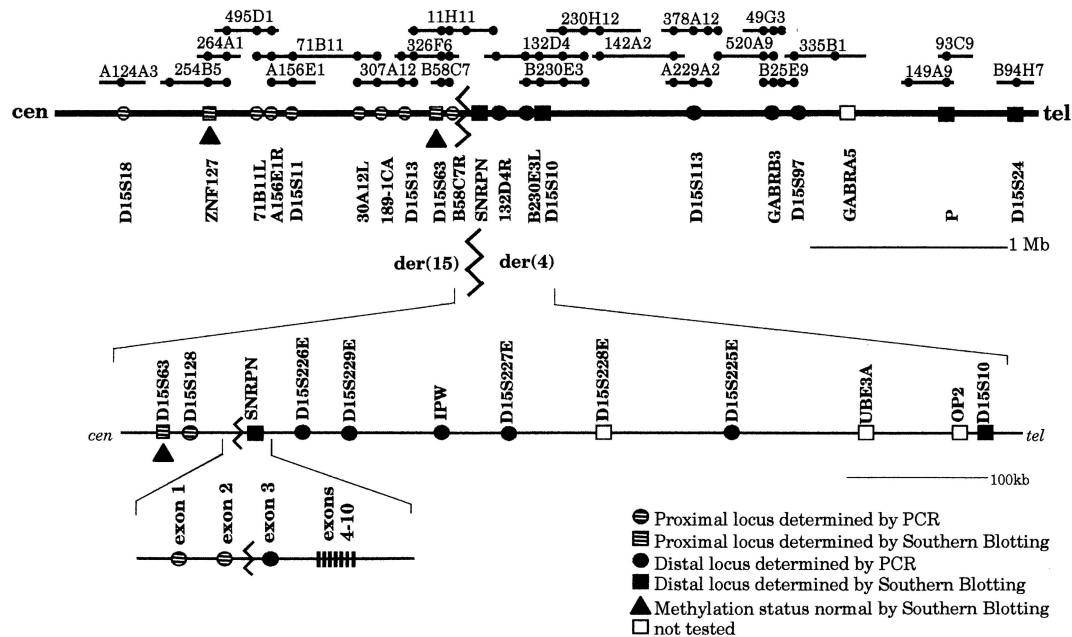 495D1 11H11 230H12 378A12 49G3
264A1 71B11 326F6 132D4 142A2 520A9 335B1 93C9
A124A3 254B5 A156E1 307A12 B58C7 B230E3 A229A2 B25E9 149A9 B94H7
cen tel
D15S18 ZNF127 71B11L A156E1R D15S11 30A12L 189-1CA D15S13 D15S63 B58C7R SNRPN 132D4R B230E3L D15S10 D15S113 GABRB3 D15S97 GABRA5 P D15S24
1 Mb
der(15) der(4)
D15S63 D15S128 SNRPN D15S226E D15S229E IPW D15S227E D15S228E D15S225E UBE3A OP2 D15S10
cen tel
100kb
exon 1 exon 2 exon 3 exons 4-10
Proximal locus determined by PCR
Proximal locus determined by Southern Blotting
Distal locus determined by PCR
Distal locus determined by Southern Blotting
Methylation status normal by Southern Blotting
not tested